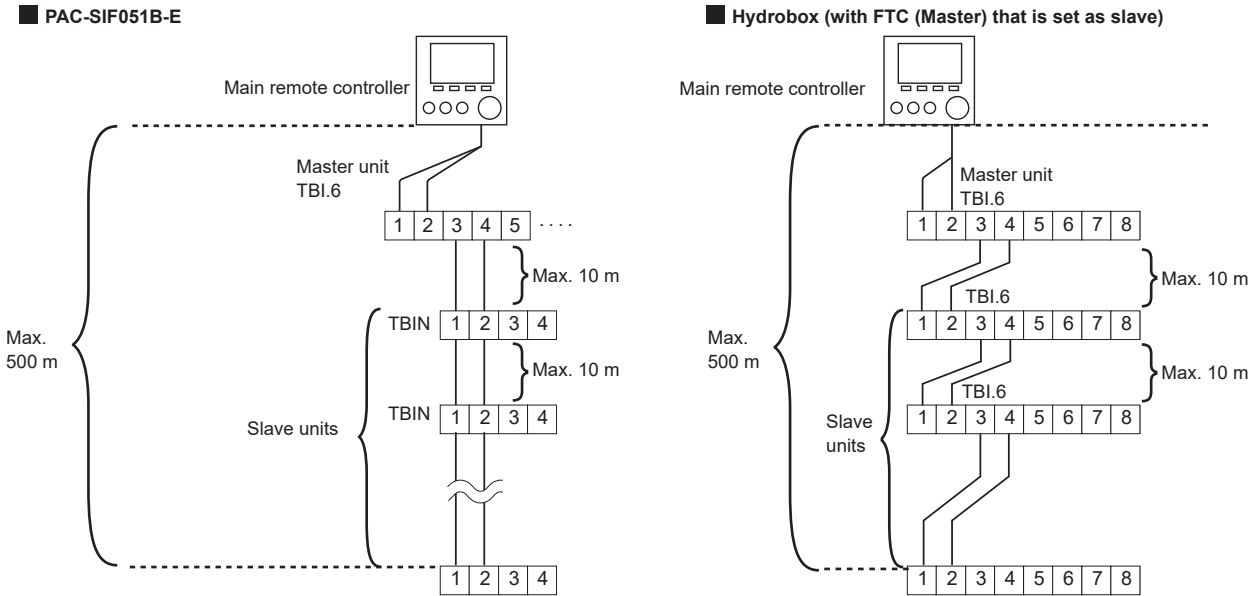 PAC-SIF051B-E
Main remote controller
Master unit
TBI.6
1 2 3 4 5 ....
Max. 10 m
TBIN 1 2 3 4
Max. 10 m
TBIN 1 2 3 4
Max.
500 m
Slave units
1 2 3 4
Hydrobox (with FTC (Master) that is set as slave)
Main remote controller
Master unit
TBI.6
1 2 3 4 5 6 7 8
Max. 10 m
TBI.6
1 2 3 4 5 6 7 8
Max. 10 m
TBI.6
1 2 3 4 5 6 7 8
Max.
500 m
Slave
units
1 2 3 4 5 6 7 8